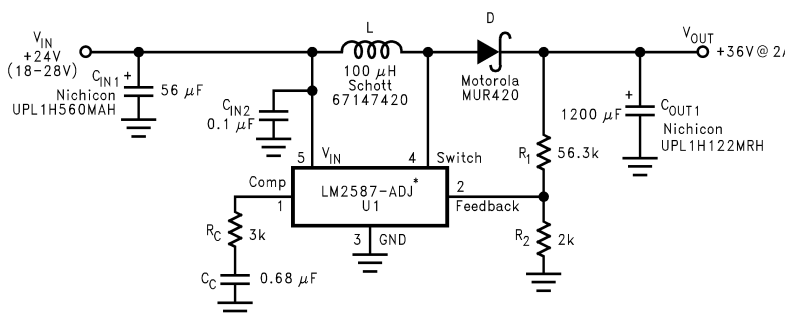 V_IN
+24V
(18-28V)
C_IN1
+
56 μF
Nichicon
UPL1H560MAH
C_IN2
0.1 μF
L
100 μH
Schott
67147420
D
Motorola
MUR420
V_OUT
+36V@2
+
1200 μF
C_OUT1
Nichicon
UPL1H122MRH
R_1
56.3k
R_2
2k
5
V_IN
4
Switch
Comp
1
LM2587-ADJ*
U1
2
Feedback
3
GND
R_C
3k
C_C
0.68 μF